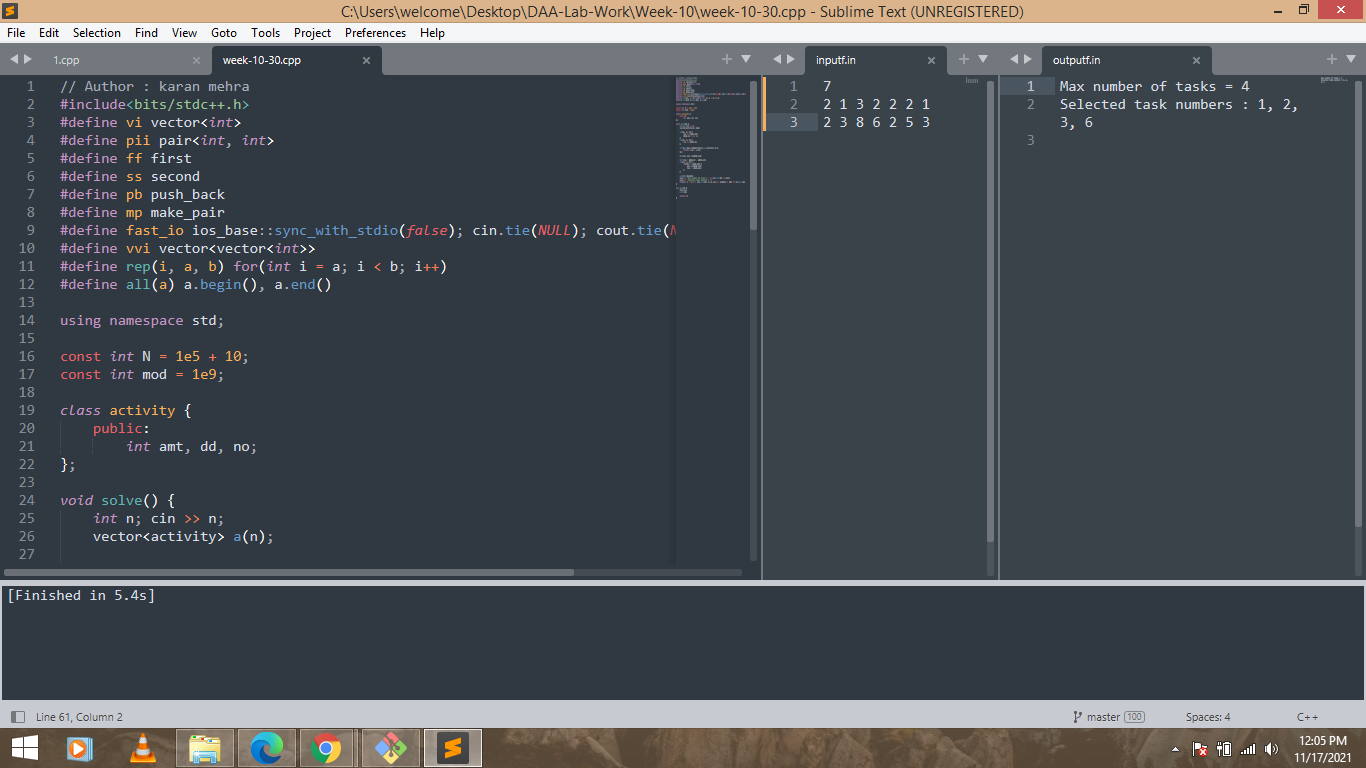 C:\Users\welcome\Desktop\DAA-Lab-Work\Week-10\week-10-30.cpp - Sublime Text (UNREGISTERED)
File Edit Selection Find View Goto Tools Project Preferences Help
1.cpp
week-10-30.cpp
1 // Author : karan mehra
2 #include<bits/stdc++.h>
3 #define vi vector<int>
4 #define pii pair<int, int>
5 #define ff first
6 #define ss second
7 #define pb push_back
8 #define mp make_pair
9 #define fast_io ios_base::sync_with_stdio(false); cin.tie(NULL); cout.tie(N
10 #define vvi vector<vector<int>>
11 #define rep(i, a, b) for(int i = a; i < b; i++)
12 #define all(a) a.begin(), a.end()
13
14 using namespace std;
15
16 const int N = 1e5 + 10;
17 const int mod = 1e9;
18
19 class activity {
20 public:
21 int amt, dd, no;
22 };
23
24 void solve() {
25 int n; cin >> n;
26 vector<activity> a(n);
27
inputf.in
1 7
2 2 1 3 2 2 2 1
3 2 3 8 6 2 5 3
outputf.in
1 Max number of tasks = 4
2 Selected task numbers : 1, 2,
3, 6
3
[Finished in 5.4s]
Line 61, Column 2
master 100
Spaces: 4
C++
12:05 PM
11/17/2021